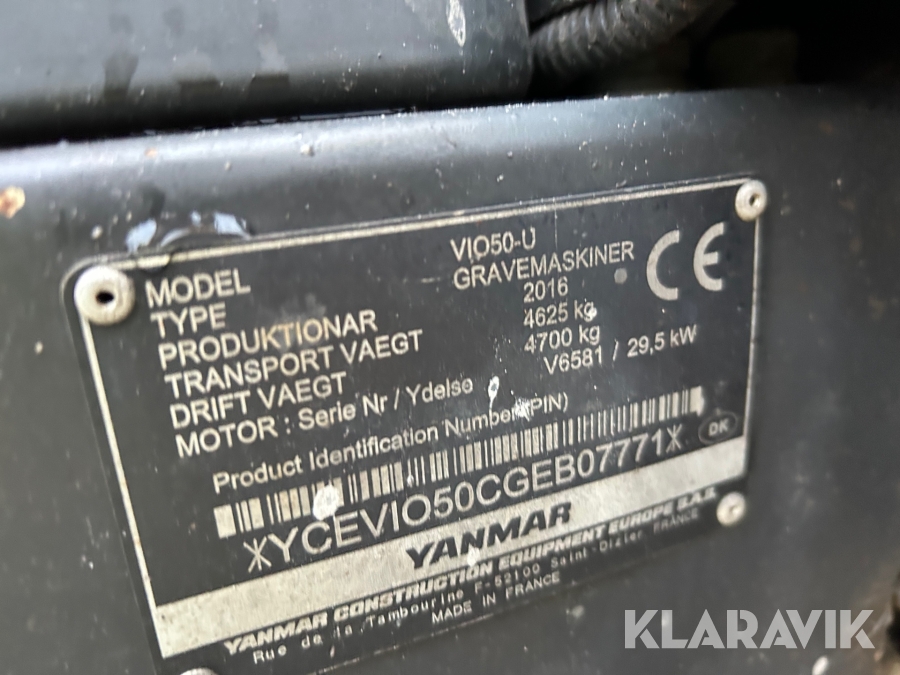 MODEL VIO50-U
TYPE GRAVEMASKINER
PRODUKTIONAR 2016
TRANSPORT VAEGT 4625 kg
DRIFT VAEGT 4700 kg
MOTOR : Serie Nr / Ydelse V6581 / 29,5 kW
CE
Product Identification Number (PIN)
DK
*YCEVIO50CGEB07771*
YANMAR
YANMAR CONSTRUCTION EQUIPMENT EUROPE S.A.S.
Rue de la Tambourine F-52100 Saint-Dizier FRANCE
MADE IN FRANCE
KLARAVIK